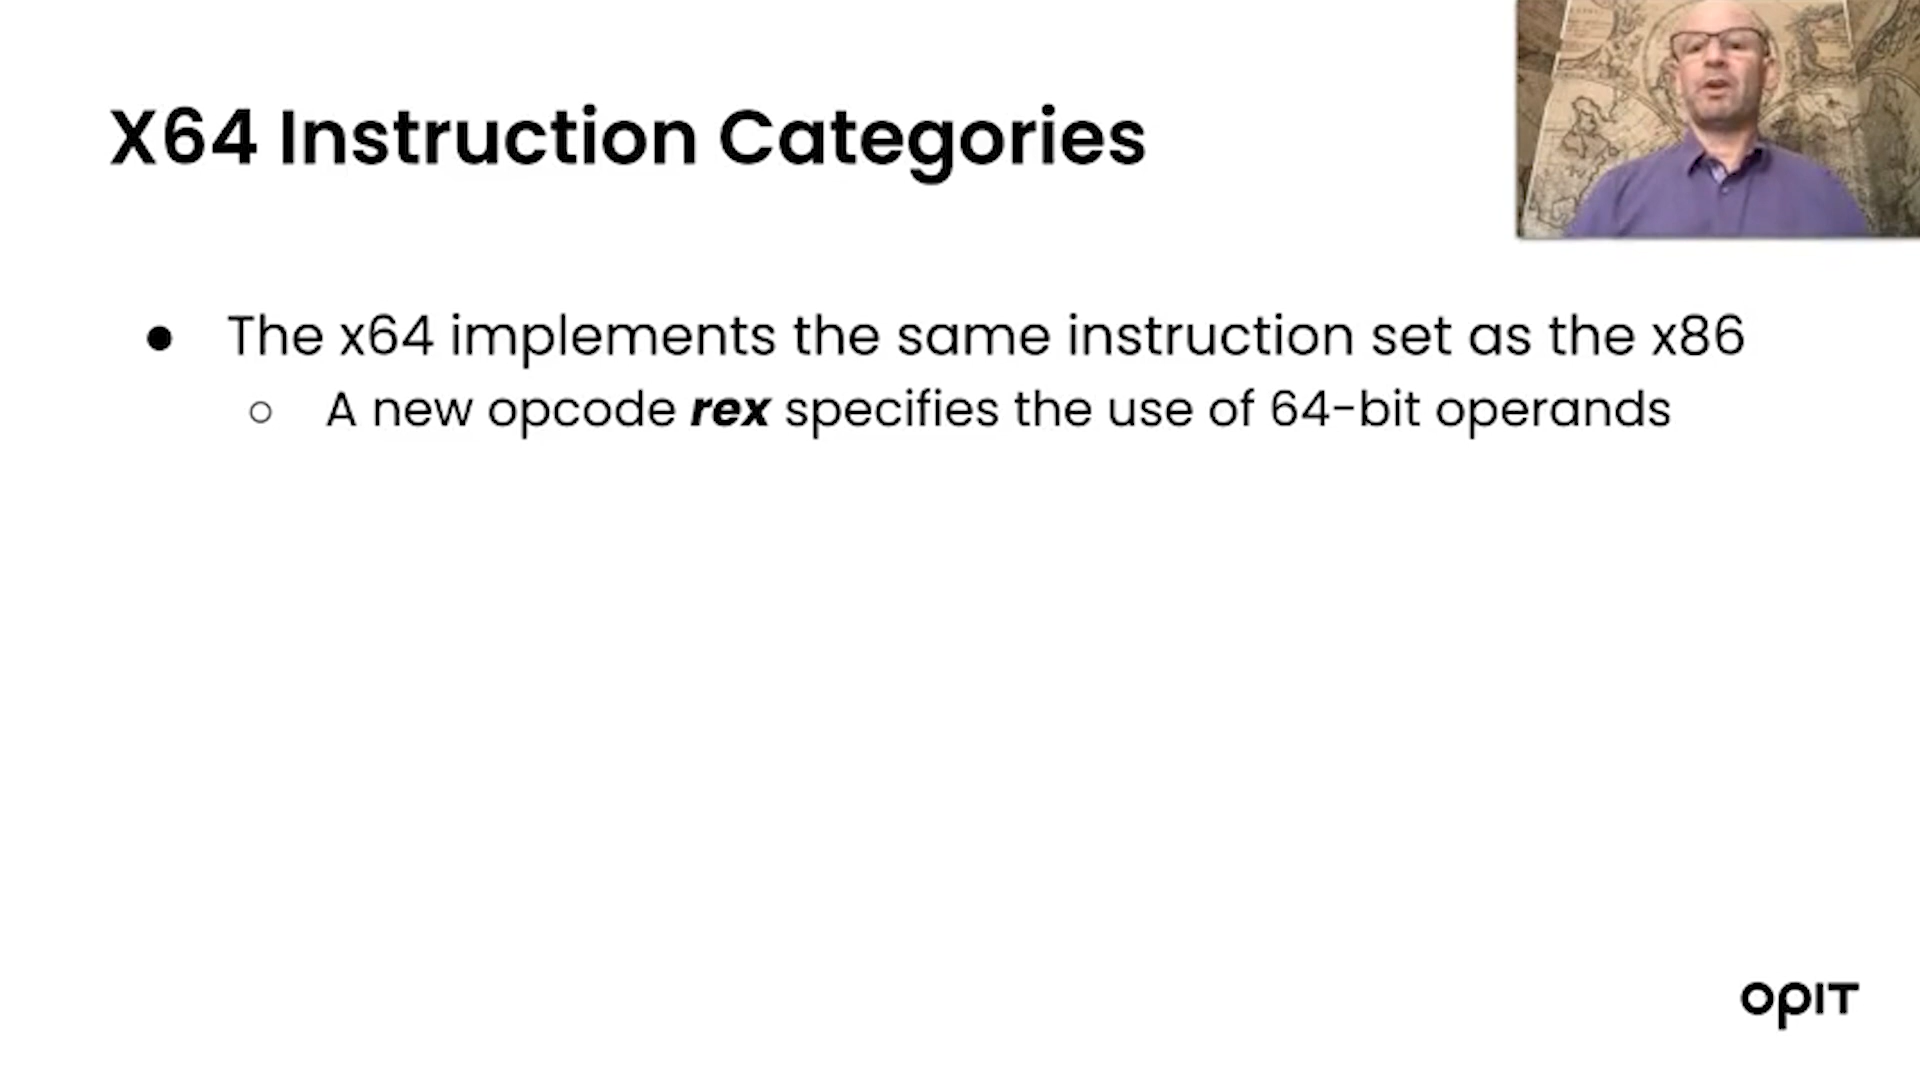 X64 Instruction Categories
● The x64 implements the same instruction set as the x86
○ A new opcode rex specifies the use of 64-bit operands
OPIT